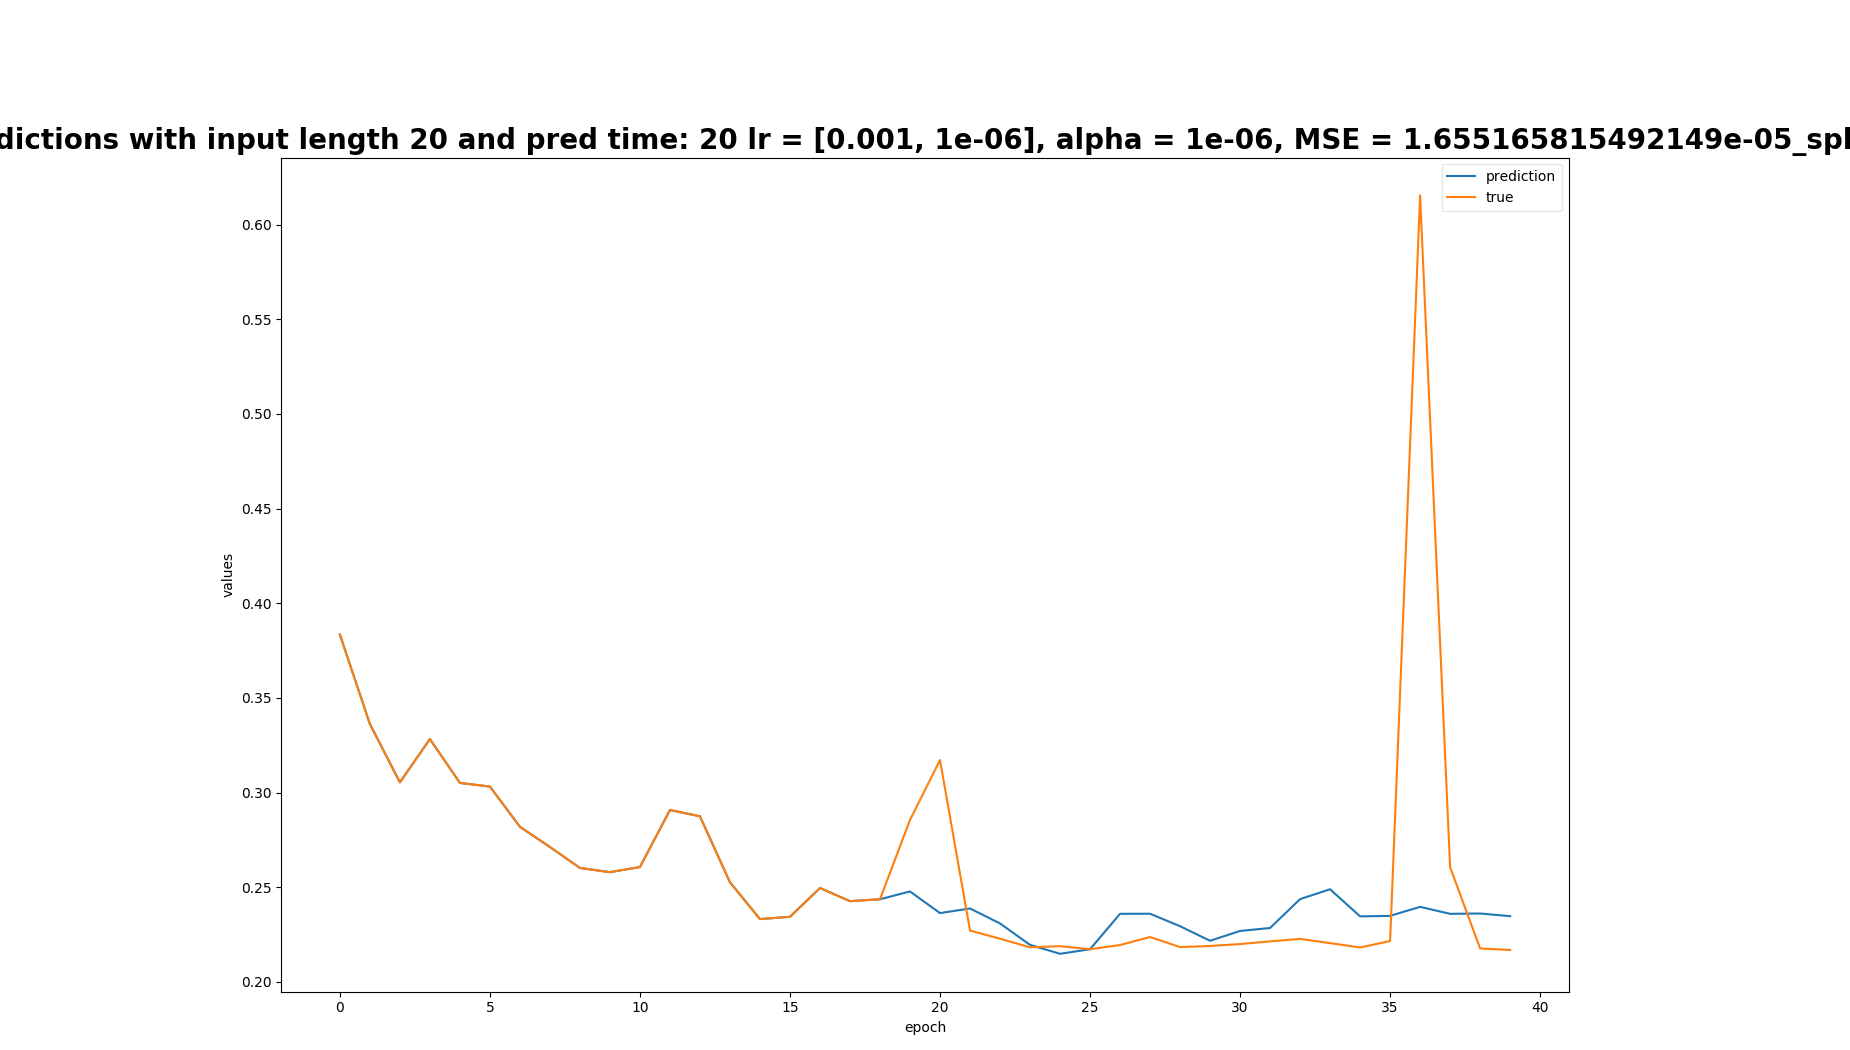 dictions with input length 20 and pred time: 20 lr = [0.001, 1e-06], alpha = 1e-06, MSE = 1.655165815492149e-05_spl
prediction
true
0.60
0.55
0.50
0.45
0.40
0.35
0.30
0.25
0.20
values
0 5 10 15 20 25 30 35 40
epoch